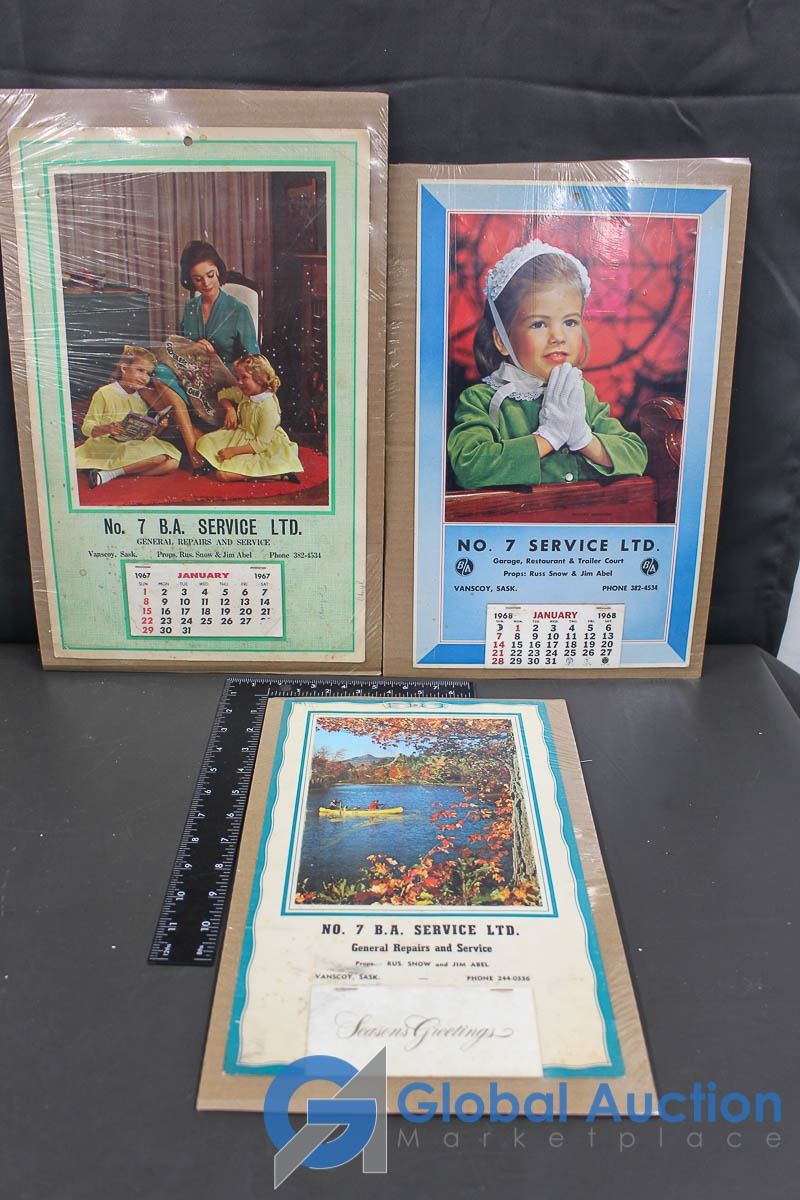 No. 7 B.A. SERVICE LTD.
GENERAL REPAIRS AND SERVICE
Vanscoy, Sask. Props. Rus. Snow & Jim Abel Phone 382-4534
1967 JANUARY 1967
SUN MON TUE WED THU FRI SAT
1 2 3 4 5 6 7
8 9 10 11 12 13 14
15 16 17 18 19 20 21
22 23 24 25 26 27 28
29 30 31
NO. 7 SERVICE LTD.
Garage, Restaurant & Trailer Court
B/A Props: Russ Snow & Jim Abel B/A
VANSCOY, SASK. PHONE 382-4534
1968 JANUARY 1968
1 2 3 4 5 6
7 8 9 10 11 12 13
14 15 16 17 18 19 20
21 22 23 24 25 26 27
28 29 30 31
NO. 7 B.A. SERVICE LTD.
General Repairs and Service
Props. RUS. SNOW and JIM ABEL
VANSCOY, SASK. — PHONE 244-0336
Seasons Greetings
Global Auction
Marketplace